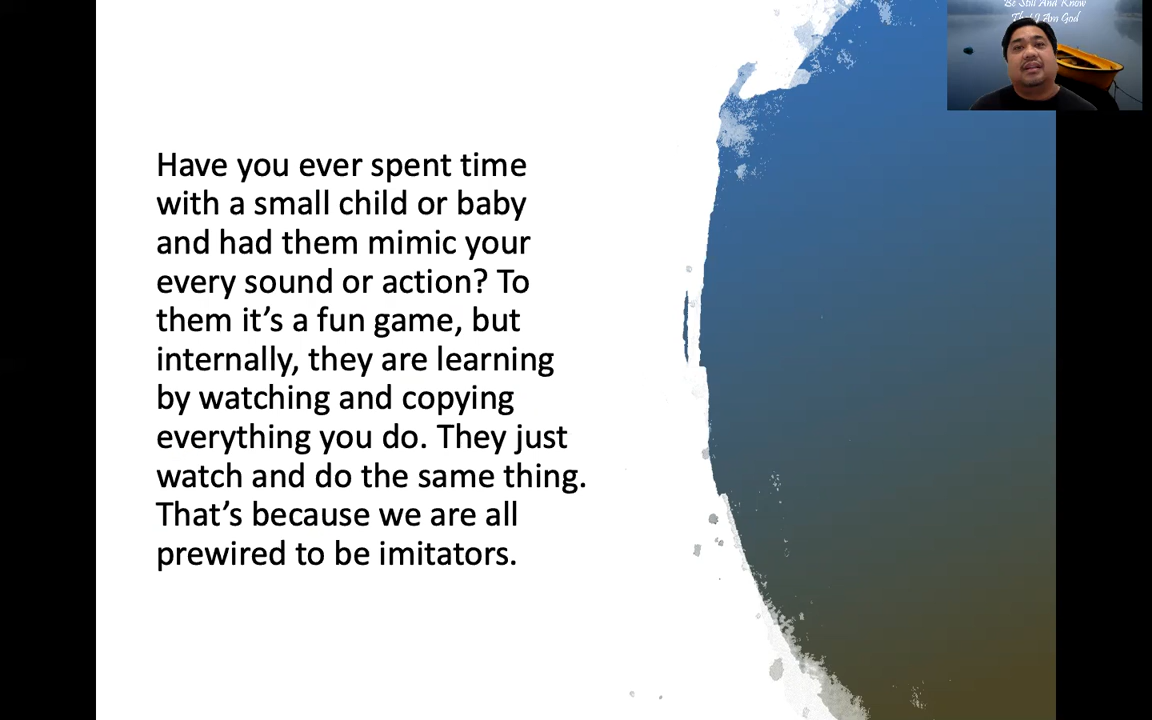 Be Still And Know
That I Am God
Have you ever spent time
with a small child or baby
and had them mimic your
every sound or action? To
them it’s a fun game, but
internally, they are learning
by watching and copying
everything you do. They just
watch and do the same thing.
That’s because we are all
prewired to be imitators.